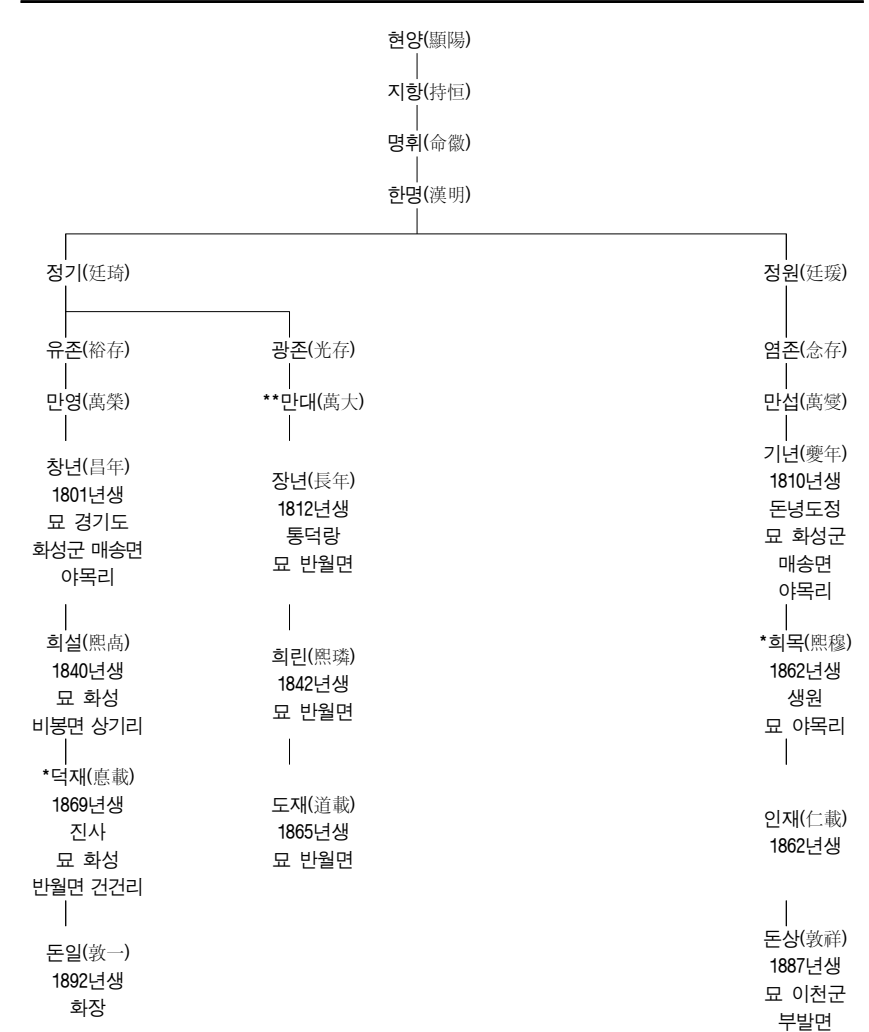 현양(顯陽)
지항(持恒)
명휘(命徽)
한명(漢明)
정기(廷琦)
정원(廷瑗)
유존(裕存)
광존(光存)
염존(念存)
만영(萬榮)
**만대(萬大)
만섭(萬燮)
창년(昌年)
1801년생
묘 경기도
화성군 매송면
야목리
장년(長年)
1812년생
통덕랑
묘 반월면
기년(夔年)
1810년생
돈녕도정
묘 화성군
매송면
야목리
희설(熙卨)
1840년생
묘 화성
비봉면 상기리
희린(熙璘)
1842년생
묘 반월면
*희목(熙穆)
1862년생
생원
묘 야목리
*덕재(悳載)
1869년생
진사
묘 화성
반월면 건건리
도재(道載)
1865년생
묘 반월면
인재(仁載)
1862년생
돈일(敦一)
1892년생
화장
돈상(敦祥)
1887년생
묘 이천군
부발면